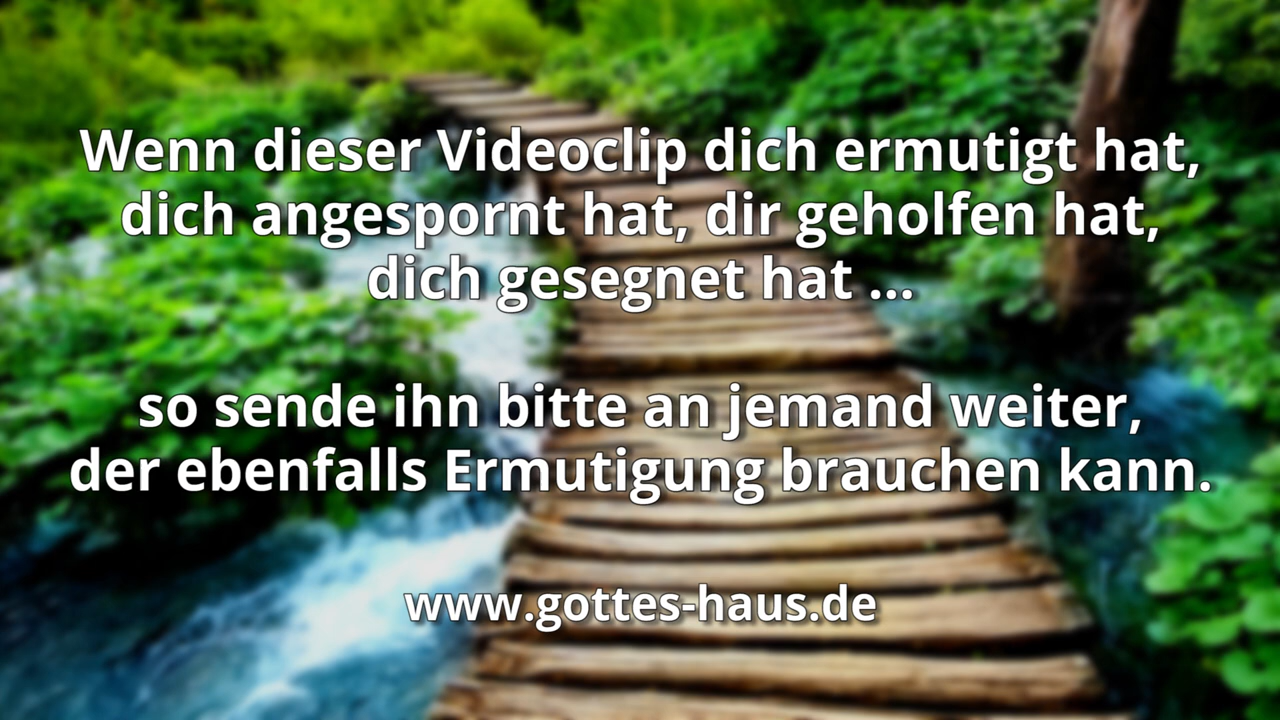 Wenn dieser Videoclip dich ermutigt hat,
dich angespornt hat, dir geholfen hat,
dich gesegnet hat ...
so sende ihn bitte an jemand weiter,
der ebenfalls Ermutigung brauchen kann.
www.gottes-haus.de